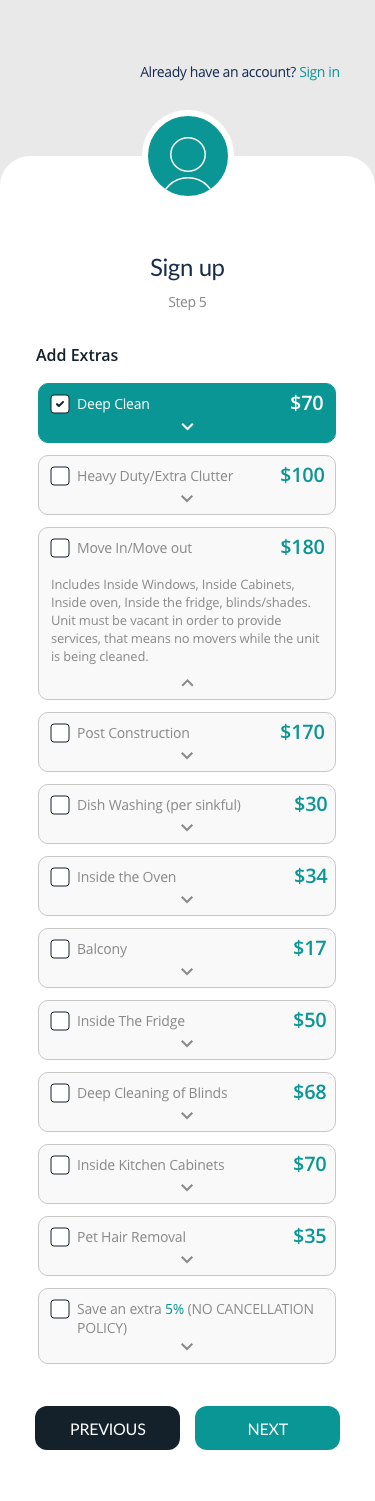 Already have an account? Sign in
Sign up
Step 5
Add Extras
Deep Clean $70
Heavy Duty/Extra Clutter $100
Move In/Move out $180
Includes Inside Windows, Inside Cabinets,
Inside oven, Inside the fridge, blinds/shades.
Unit must be vacant in order to provide
services, that means no movers while the unit
is being cleaned.
Post Construction $170
Dish Washing (per sinkful) $30
Inside the Oven $34
Balcony $17
Inside The Fridge $50
Deep Cleaning of Blinds $68
Inside Kitchen Cabinets $70
Pet Hair Removal $35
Save an extra 5% (NO CANCELLATION
POLICY)
PREVIOUS NEXT